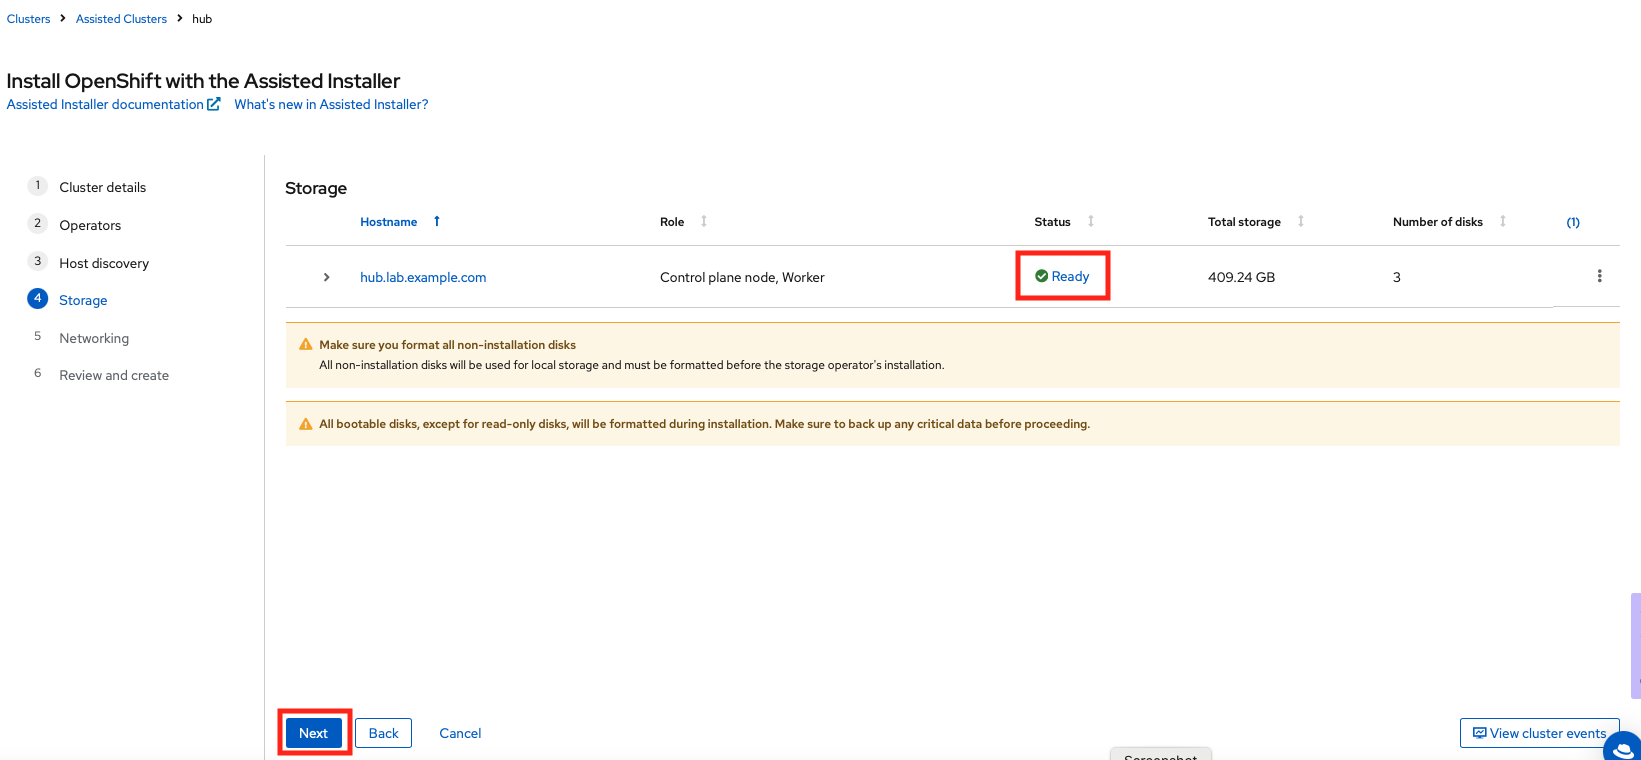 Clusters > Assisted Clusters > hub
Install OpenShift with the Assisted Installer
Assisted Installer documentation What's new in Assisted Installer?
1 Cluster details
2 Operators
3 Host discovery
4 Storage
5 Networking
6 Review and create
Storage
Hostname Role Status Total storage Number of disks (1)
hub.lab.example.com Control plane node, Worker Ready 409.24 GB 3
Make sure you format all non-installation disks
All non-installation disks will be used for local storage and must be formatted before the storage operator's installation.
All bootable disks, except for read-only disks, will be formatted during installation. Make sure to back up any critical data before proceeding.
Next Back Cancel View cluster events
Screenshot